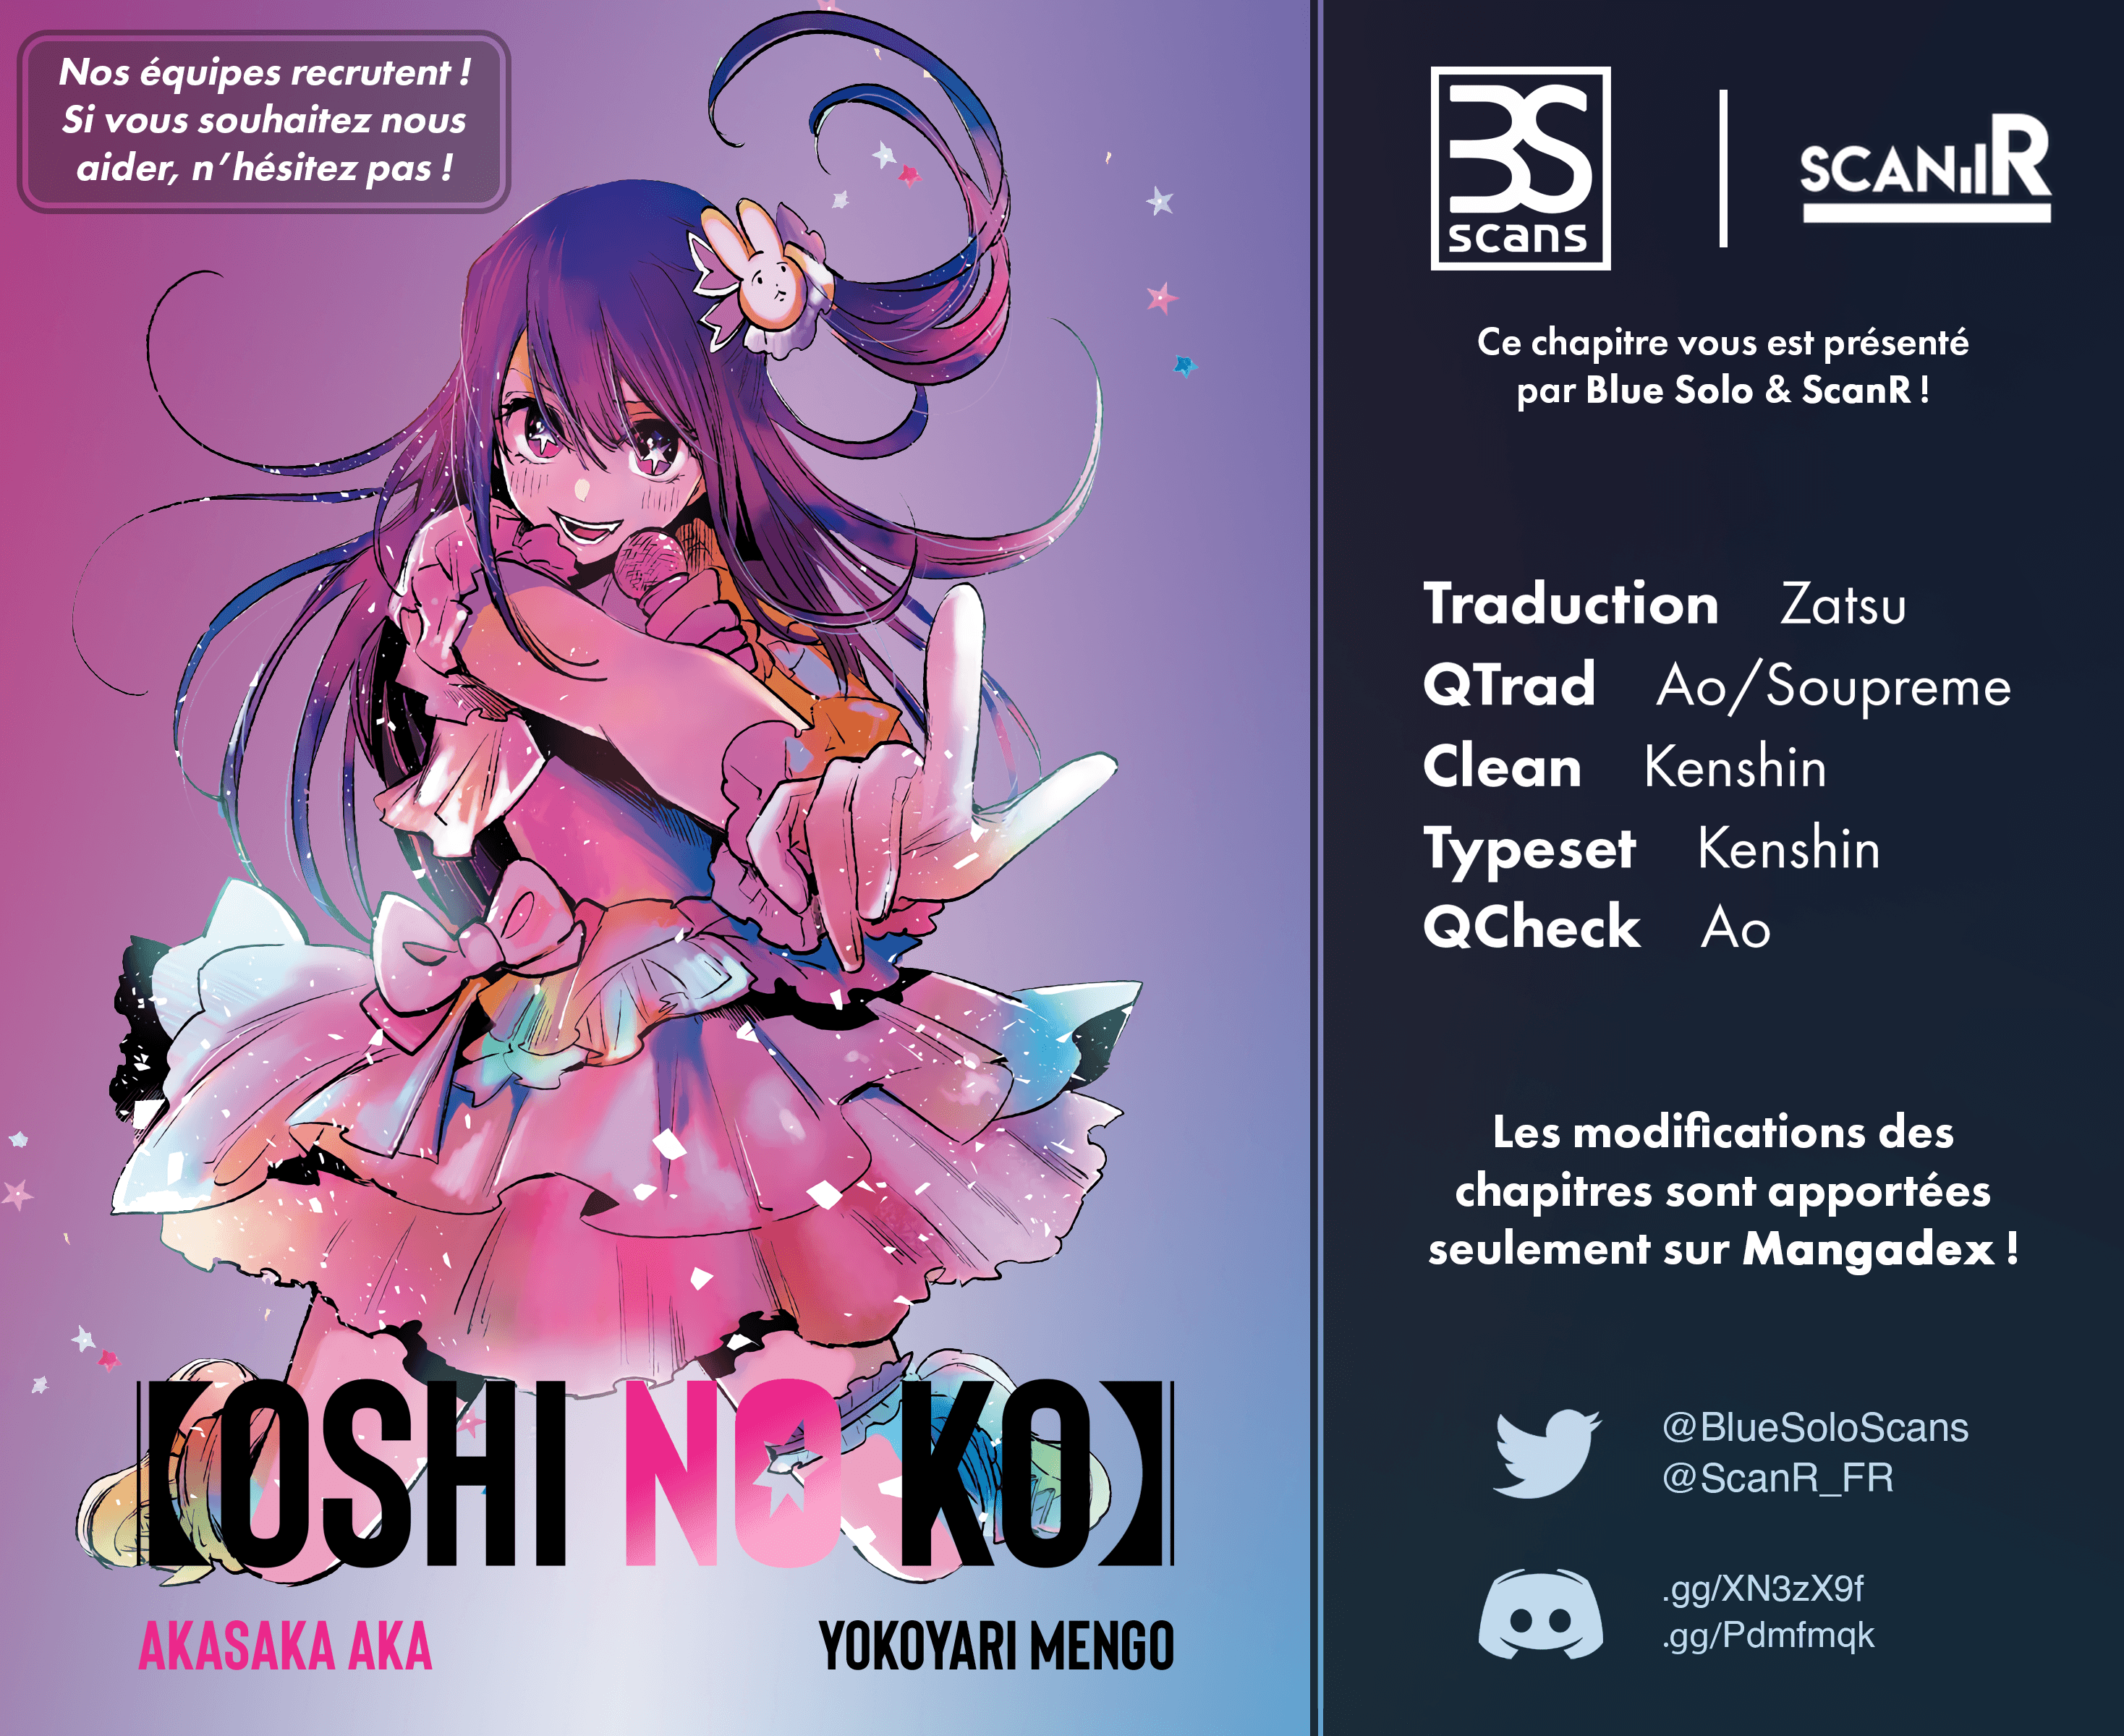 Nos équipes recrutent !
Si vous souhaitez nous
aider, n'hésitez pas !
【OSHI NO KO】
AKASAKA AKA
YOKOYARI MENGO
BS
scans
SCANR
Ce chapitre vous est présenté
par Blue Solo & ScanR !
Traduction Zatsu
QTrad Ao/Soupreme
Clean Kenshin
Typeset Kenshin
QCheck Ao
Les modifications des
chapitres sont apportées
seulement sur Mangadex !
@BlueSoloScans
@ScanR_FR
.gg/XN3zX9f
.gg/Pdmfmqk